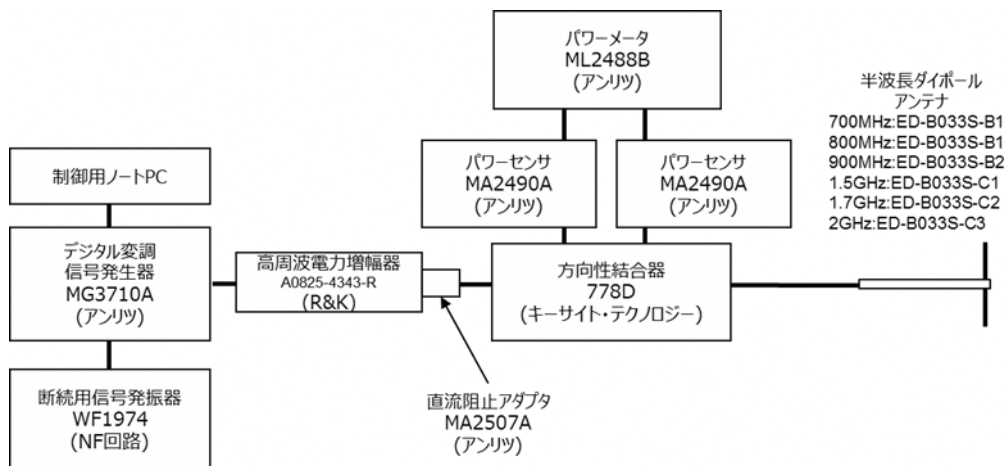 パワーメータ
ML2488B
(アンリツ)
半波長ダイポール
アンテナ
700MHz:ED-B033S-B1
800MHz:ED-B033S-B1
900MHz:ED-B033S-B2
1.5GHz:ED-B033S-C1
1.7GHz:ED-B033S-C2
2GHz:ED-B033S-C3
パワーセンサ
MA2490A
(アンリツ)
パワーセンサ
MA2490A
(アンリツ)
制御用ノートPC
デジタル変調
信号発生器
MG3710A
(アンリツ)
高周波電力増幅器
A0825-4343-R
(R&K)
方向性結合器
778D
(キーサイト・テクノロジー)
断続用信号発振器
WF1974
(NF回路)
直流阻止アダプタ
MA2507A
(アンリツ)